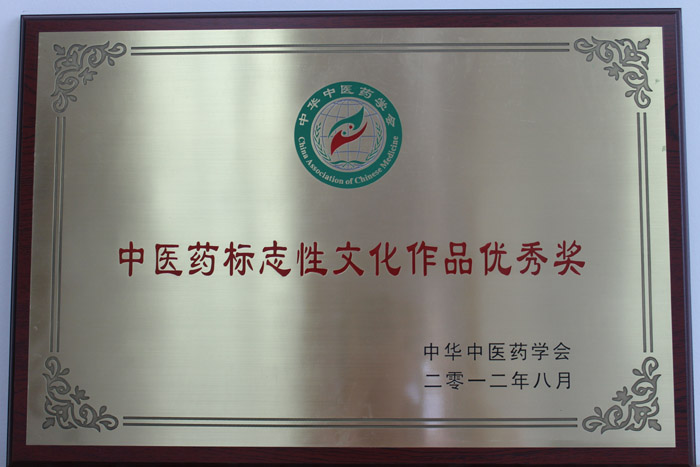 中华中医药学会
China Association of Chinese Medicine
中医药标志性文化作品优秀奖
中华中医药学会
二零一二年八月